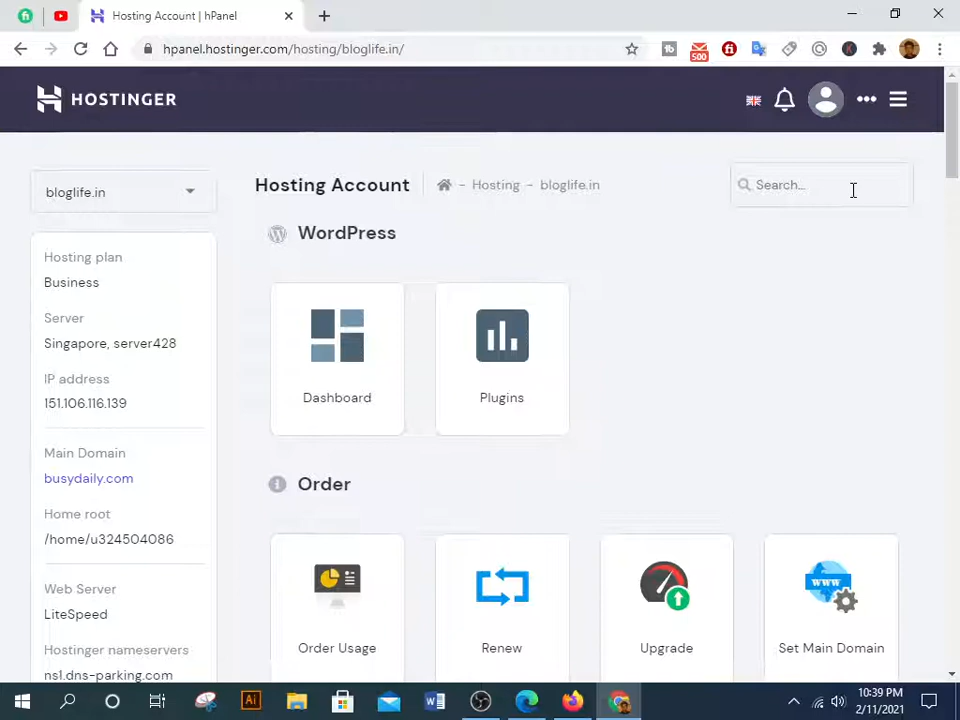 Hosting Account | hPanel
hpanel.hostinger.com/hosting/bloglife.in/
500
HOSTINGER
bloglife.in
Hosting Account
- Hosting - bloglife.in
Search...
WordPress
Hosting plan
Business
Server
Singapore, server428
IP address
151.106.116.139
Main Domain
busydaily.com
Home root
/home/u324504086
Web Server
LiteSpeed
Hostinger nameservers
ns1.dns-parking.com
Dashboard
Plugins
Order
Order Usage
Renew
Upgrade
WWW
Set Main Domain
Ai
W
10:39 PM
2/11/2021